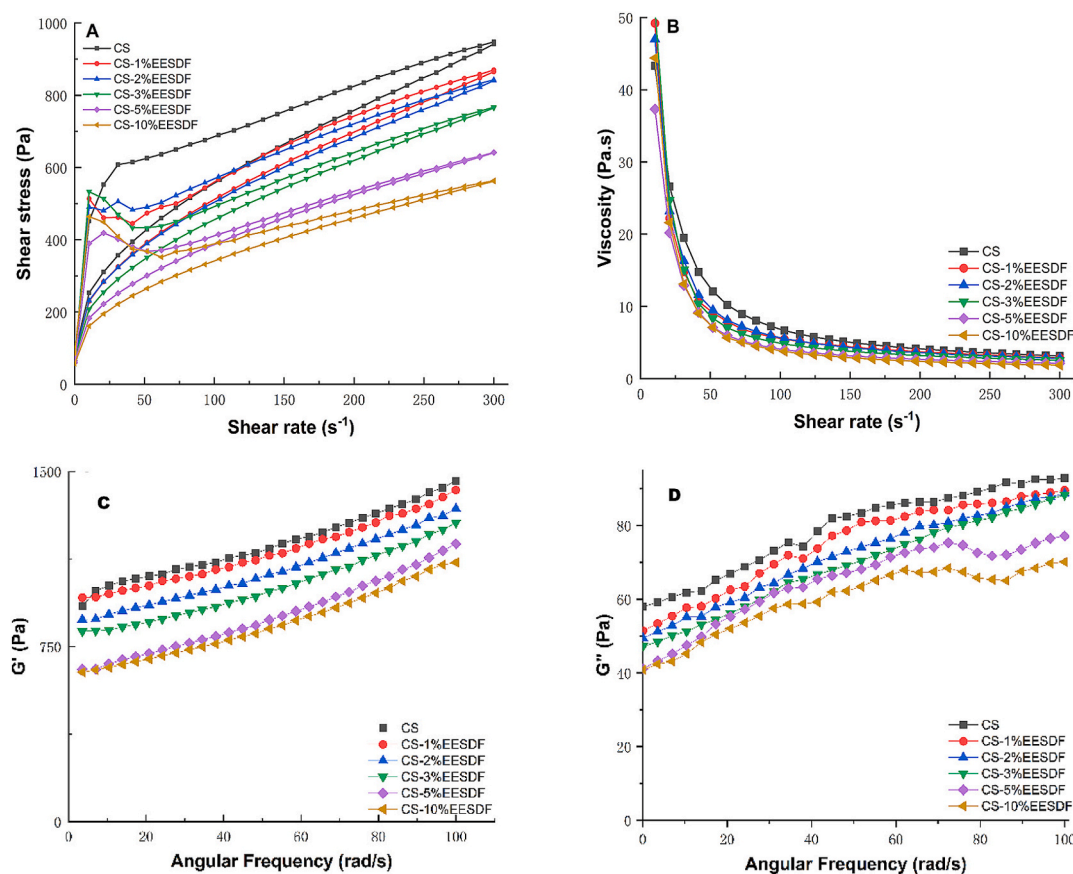 A
Shear stress (Pa)
1000
800
600
400
200
0
CS
CS-1%EESDF
CS-2%EESDF
CS-3%EESDF
CS-5%EESDF
CS-10%EESDF
0 50 100 150 200 250 300
Shear rate (s⁻¹)
B
Viscosity (Pa.s)
50
40
30
20
10
0
CS
CS-1%EESDF
CS-2%EESDF
CS-3%EESDF
CS-5%EESDF
CS-10%EESDF
0 50 100 150 200 250 300
Shear rate (s⁻¹)
C
G' (Pa)
1500
750
0
CS
CS-1%EESDF
CS-2%EESDF
CS-3%EESDF
CS-5%EESDF
CS-10%EESDF
0 20 40 60 80 100
Angular Frequency (rad/s)
D
G'' (Pa)
80
60
40
20
0
CS
CS-1%EESDF
CS-2%EESDF
CS-3%EESDF
CS-5%EESDF
CS-10%EESDF
0 20 40 60 80 100
Angular Frequency (rad/s)